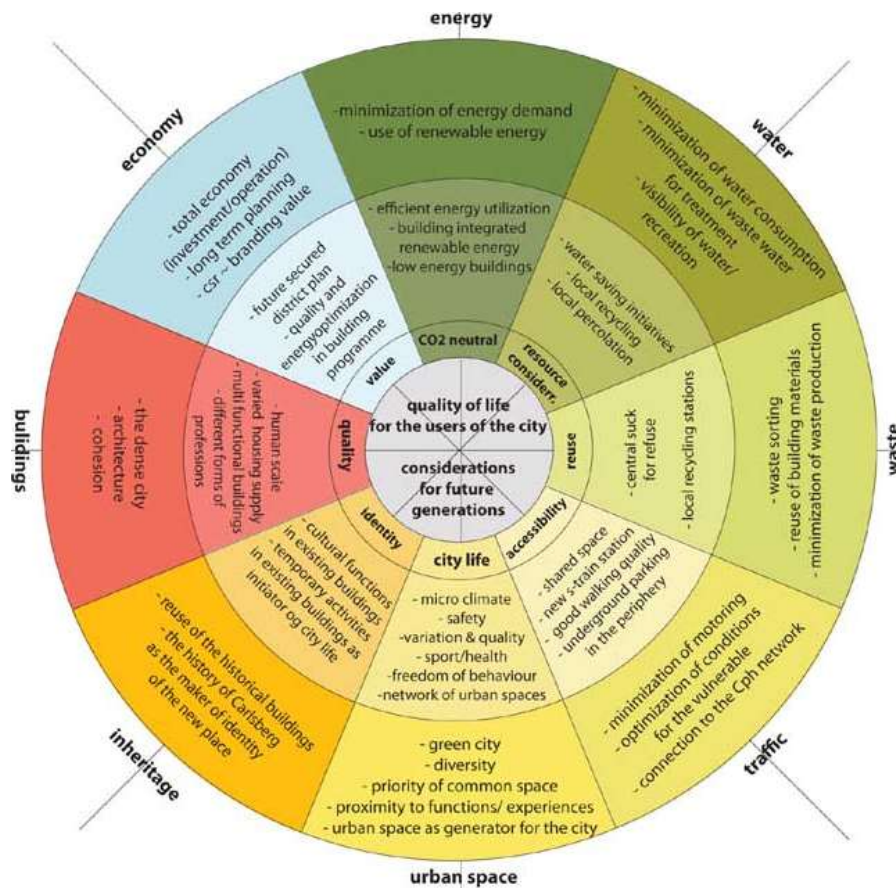 energy
- minimization of energy demand
- use of renewable energy
- efficient energy utilization
- building integrated
renewable energy
-low energy buildings
CO2 neutral
water
- minimization of water consumption
- minimization of waste water
for treatment
- visibility of water/
recreation
- water saving initiatives
- local recycling
- local percolation
resource
considerr.
waste
- waste sorting
- reuse of building materials
- minimization of waste production
- central suck
for refuse
- local recycling stations
reuse
traffic
- minimization of motoring
- optimization of conditions
for the vulnerable
- connection to the Cph network
- shared space
- new s-train station
- good walking quality
- underground parking
in the periphery
accessibility
urban space
- green city
- diversity
- priority of common space
- proximity to functions/ experiences
- urban space as generator for the city
- micro climate
- safety
-variation & quality
- sport/health
-freedom of behaviour
-network of urban spaces
city life
inheritage
- reuse of the historical buildings
- the history of Carlsberg
as the maker of identity
of the new place
- cultural functions
in existing buildings
- temporary activities
in existing buildings as
initiator og city life
identity
bulidings
- the dense city
- architecture
- cohesion
- human scale
- varied housing supply
- multi functional buildings
- different forms of
professions
quality
economy
- total economy
(investment/operation)
- long term planning
- csr ~ branding value
- future secured
district plan
- quality and
energyoptimization
in building
programme
value
quality of life
for the users of the city
considerations
for future
generations